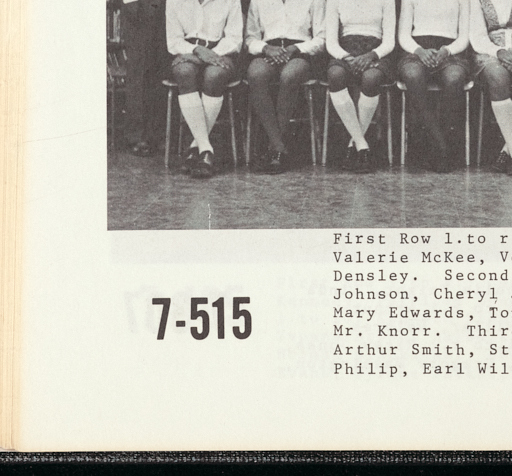 First Row l.to r
Valerie McKee, V
Densley.  Second
Johnson, Cheryl
Mary Edwards, To
Mr. Knorr.  Thir
Arthur Smith, St
Philip, Earl Wil
7-515